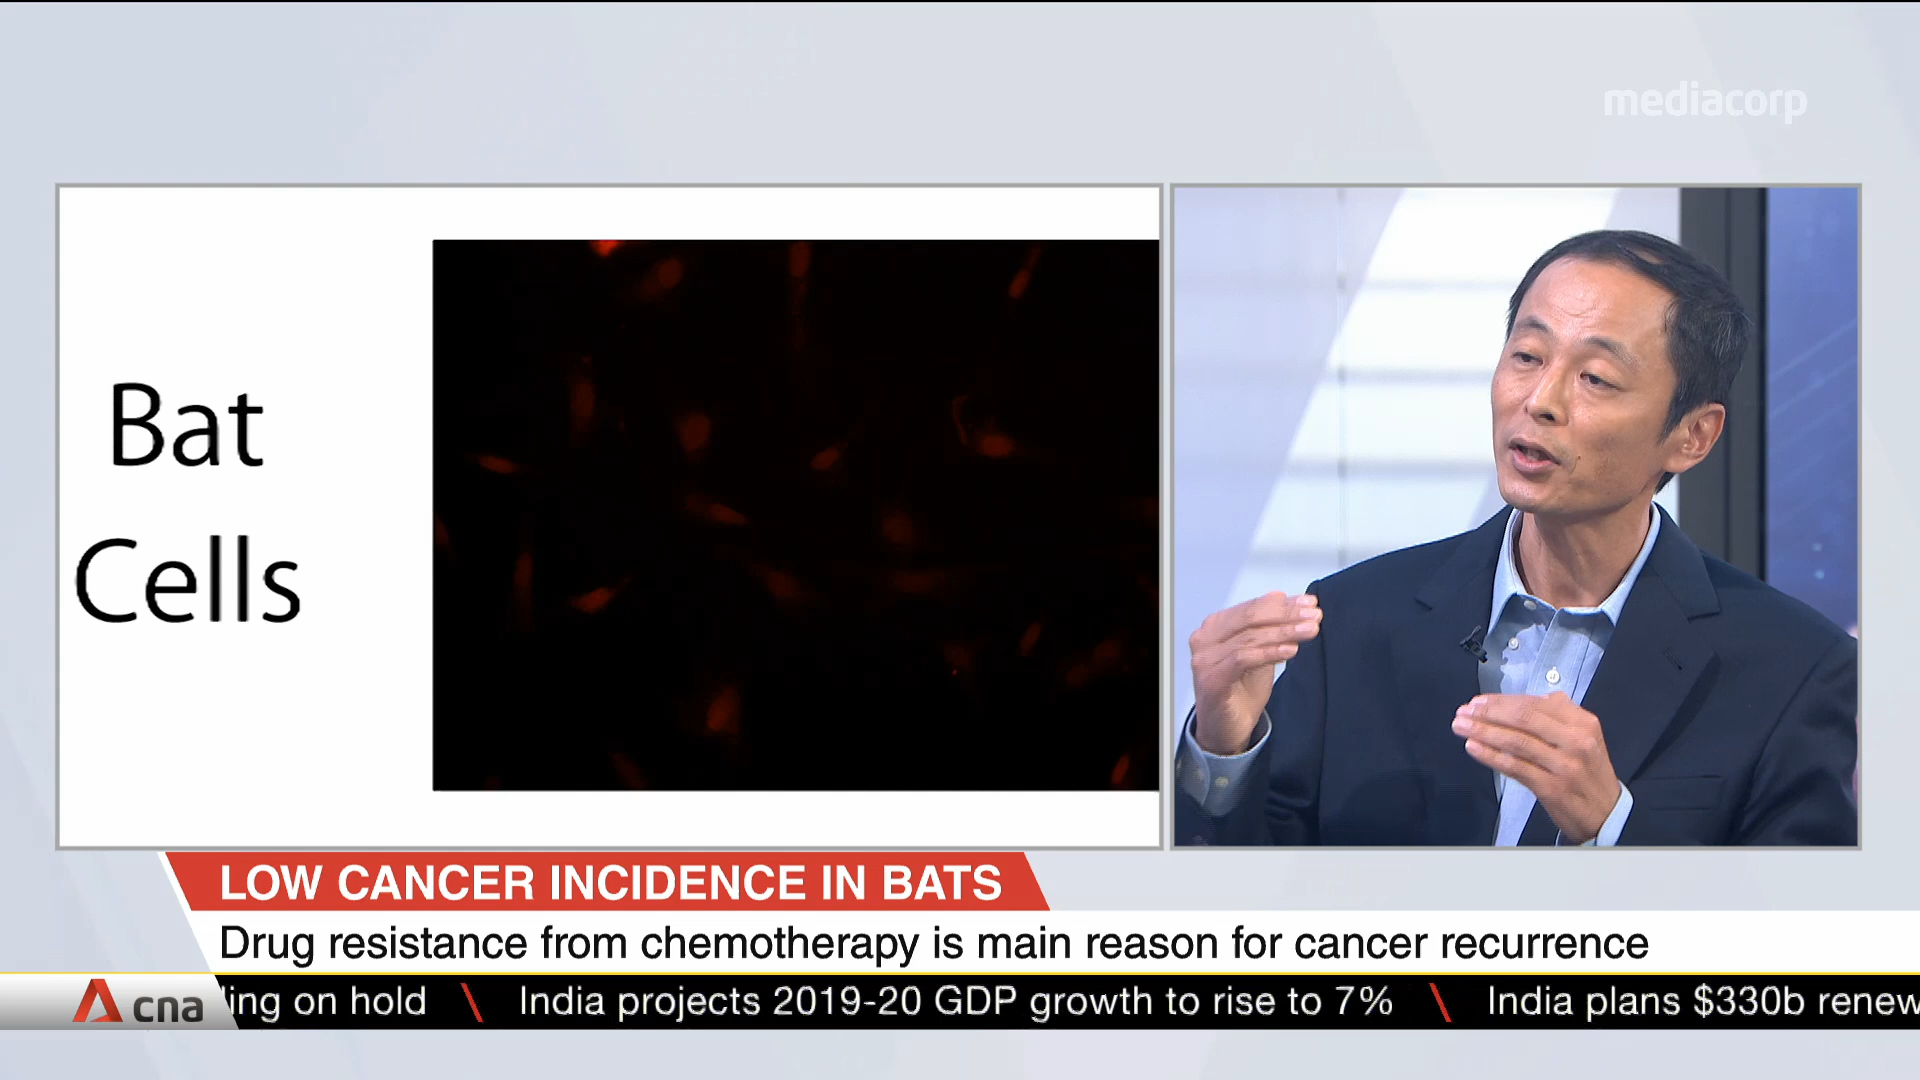 mediacorp
Bat
Cells
LOW CANCER INCIDENCE IN BATS
Drug resistance from chemotherapy is main reason for cancer recurrence
cna
ing on hold \ India projects 2019-20 GDP growth to rise to 7% \ India plans $330b renew